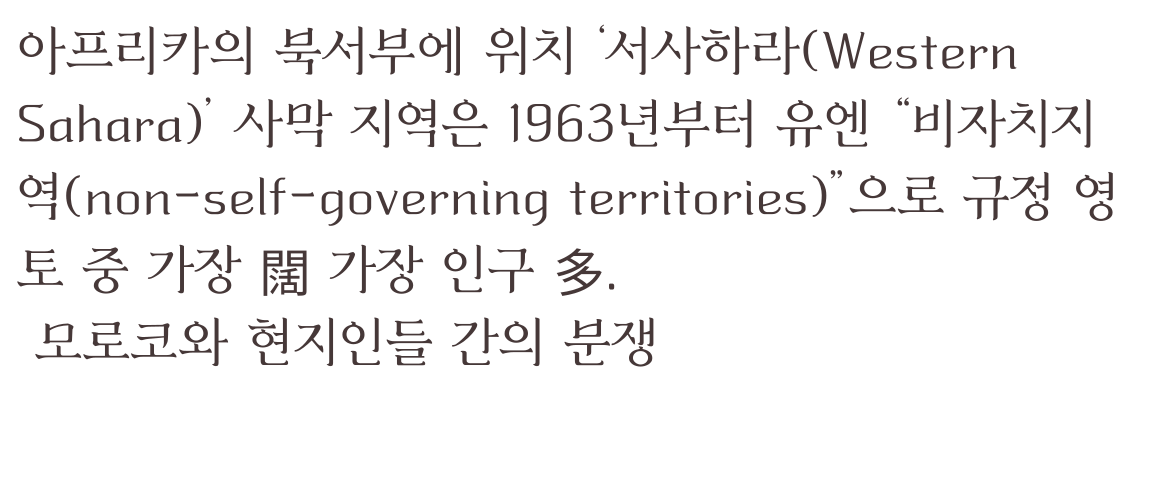 아프리카의 북서부에 위치 ‘서사하라(Western
Sahara)’ 사막 지역은 1963년부터 유엔 “비자치지
역(non-self-governing territories)”으로 규정 영
토 중 가장 闊 가장 인구 多.
모로코와 현지인들 간의 분쟁